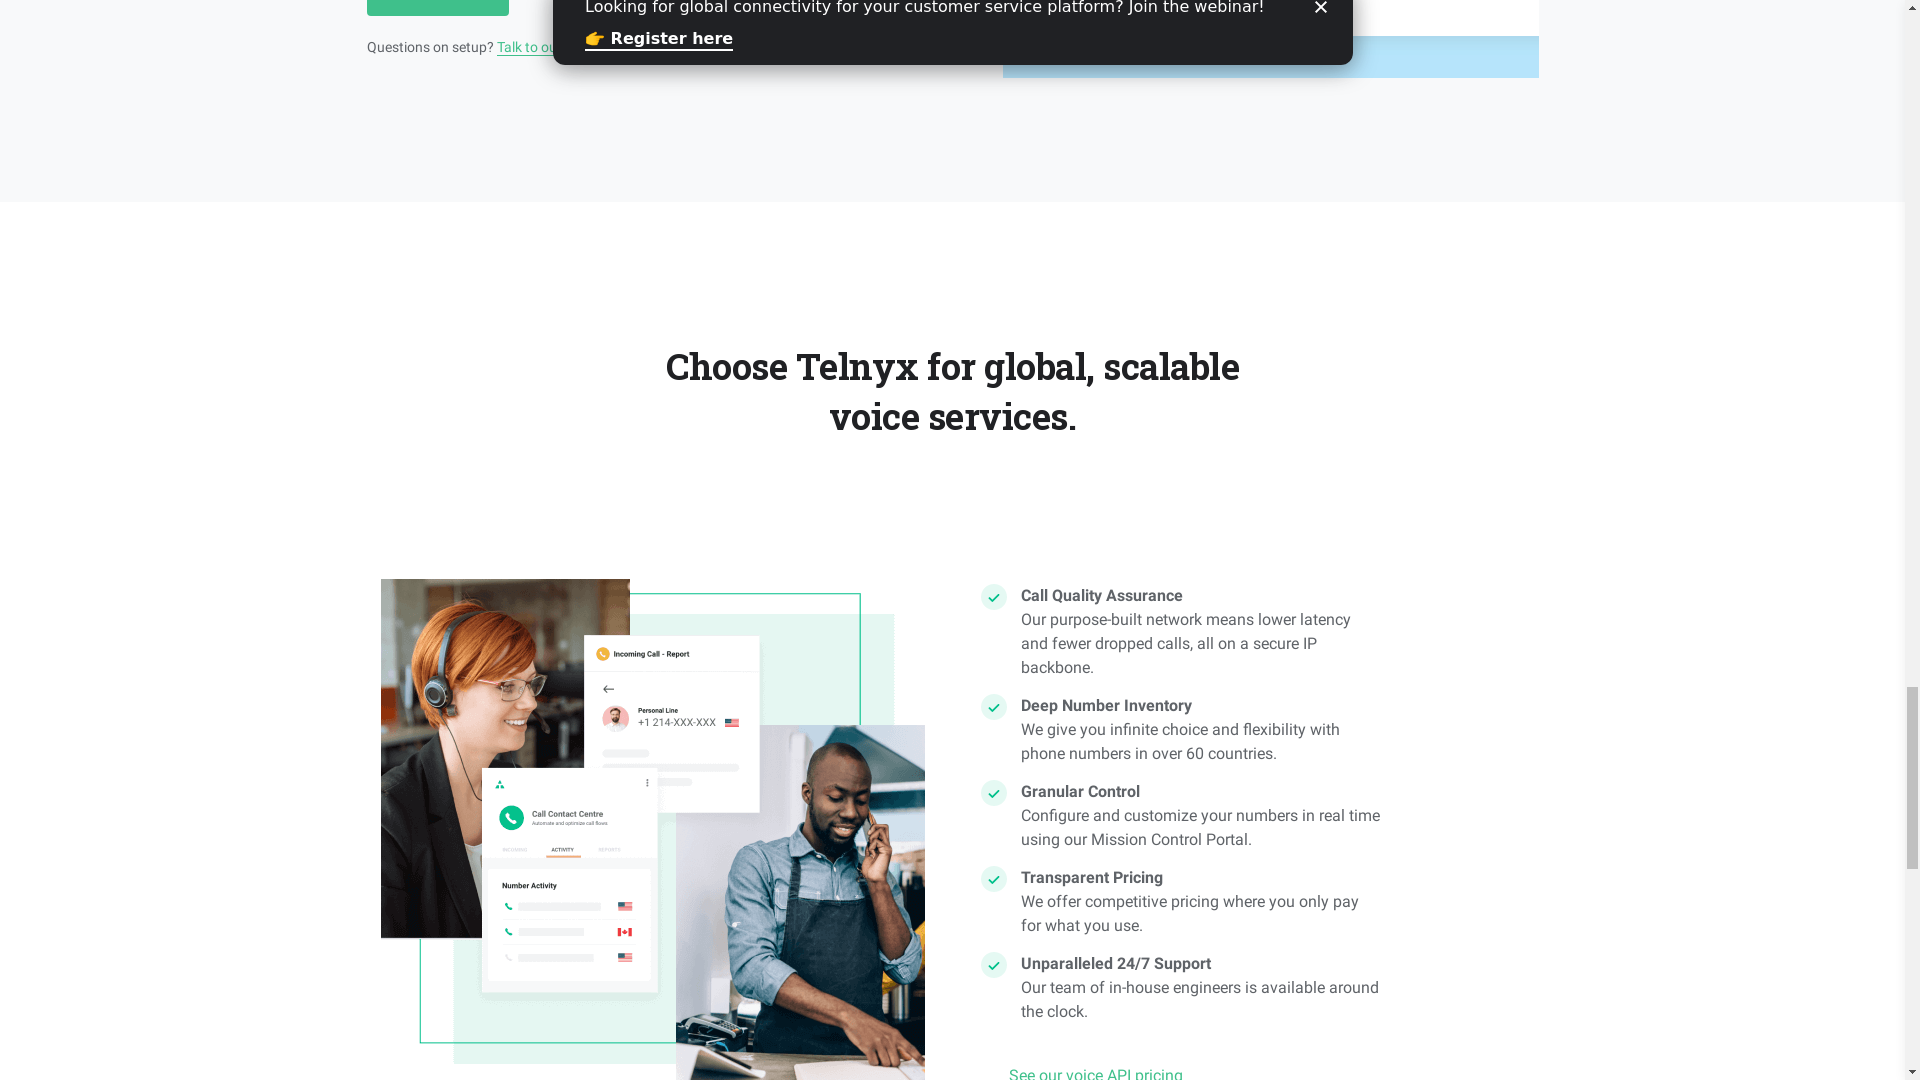 Looking for global connectivity for your customer service platform? Join the webinar!
👉 Register here
Questions on setup? Talk to ou
Choose Telnyx for global, scalable
voice services.
Incoming Call - Report
Personal Line
+1 214-XXX-XXX
Call Contact Centre
Automate and optimize call flows
INCOMING ACTIVITY REPORTS
Number Activity
Call Quality Assurance
Our purpose-built network means lower latency
and fewer dropped calls, all on a secure IP
backbone.
Deep Number Inventory
We give you infinite choice and flexibility with
phone numbers in over 60 countries.
Granular Control
Configure and customize your numbers in real time
using our Mission Control Portal.
Transparent Pricing
We offer competitive pricing where you only pay
for what you use.
Unparalleled 24/7 Support
Our team of in-house engineers is available around
the clock.
See our voice API pricing